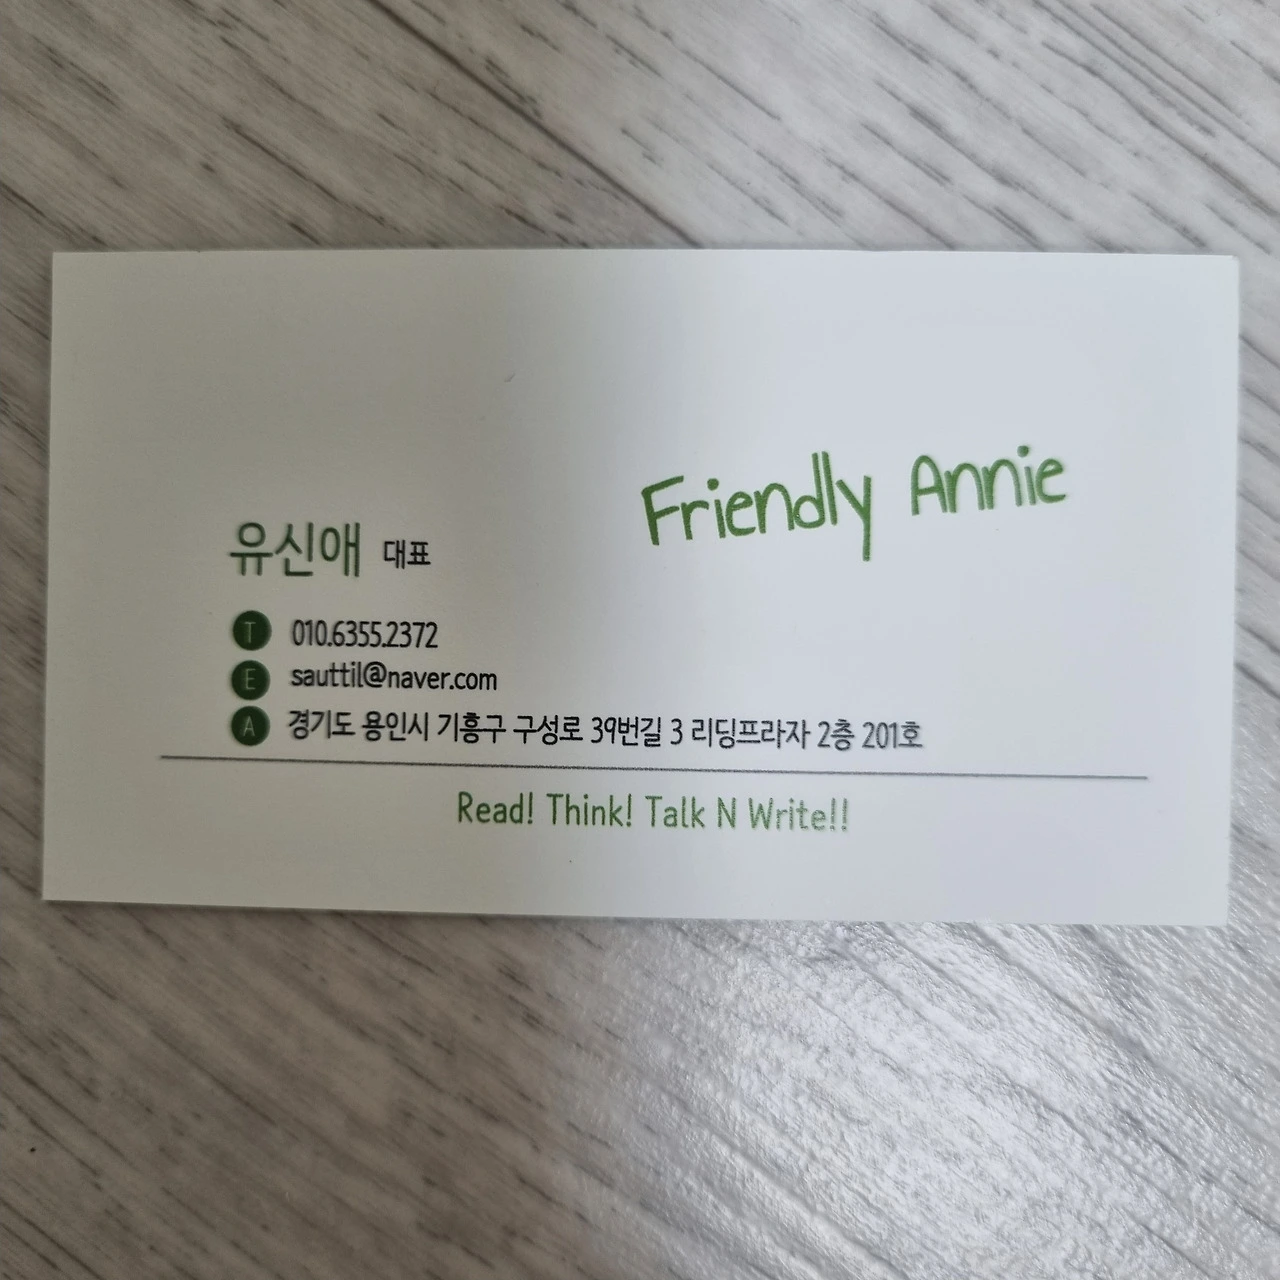 Friendly Annie
유신애 대표
T 010.6355.2372
E sauttil@naver.com
A 경기도 용인시 기흥구 구성로 39번길 3 리딩프라자 2층 201호
Read! Think! Talk N Write!!